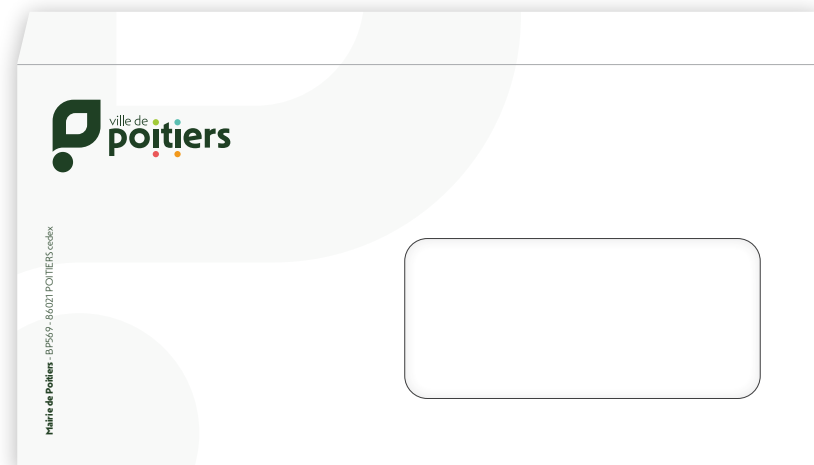 ville de
poitiers
Mairie de Poitiers - BP569 - 86021 POITIERS cedex